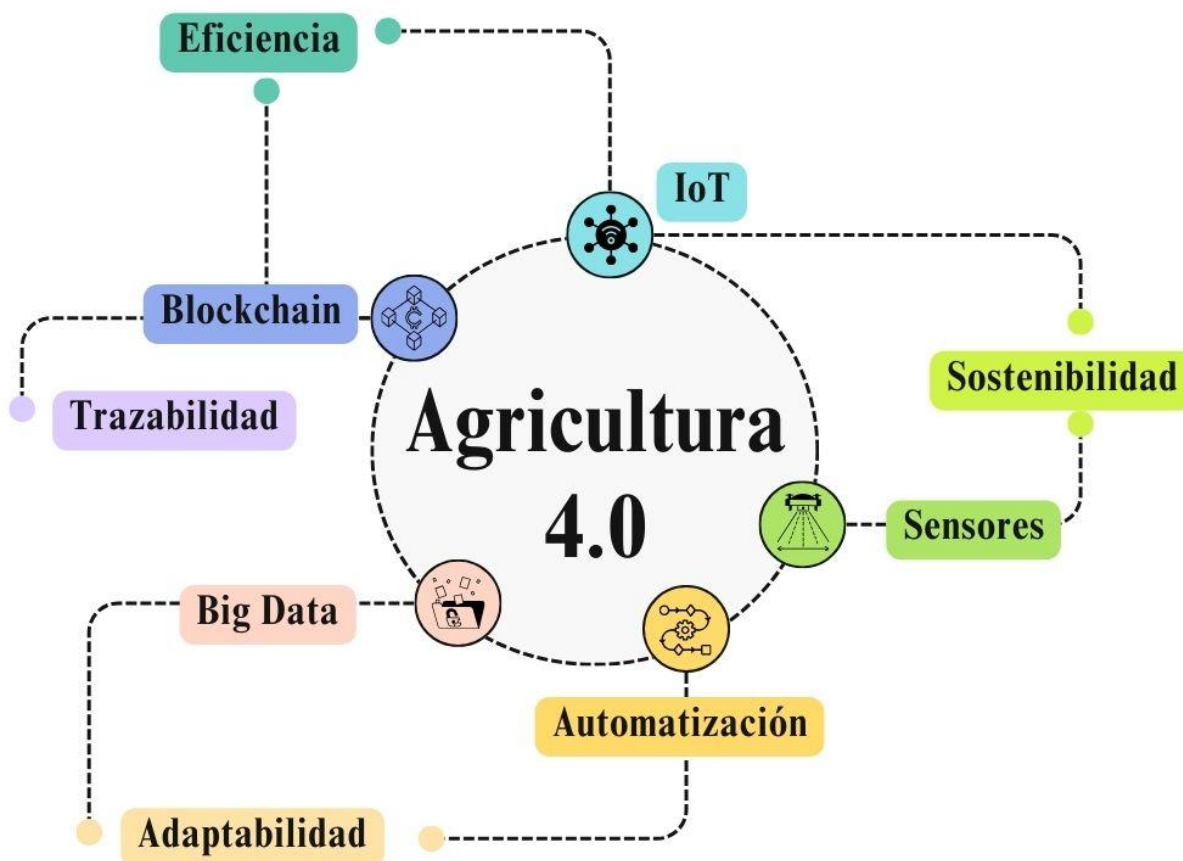 Eficiencia
IoT
Blockchain
Sostenibilidad
Trazabilidad
Agricultura
4.0
Sensores
Big Data
Automatización
Adaptabilidad